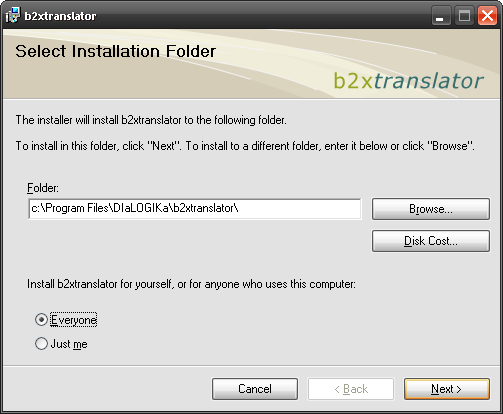 b2xtranslator
Select Installation Folder
b2xtranslator
The installer will install b2xtranslator to the following folder.
To install in this folder, click "Next". To install to a different folder, enter it below or click "Browse".
Folder:
c:\Program Files\DIaLOGIKa\b2xtranslator\
Browse...
Disk Cost...
Install b2xtranslator for yourself, or for anyone who uses this computer:
Everyone
Just me
Cancel
< Back
Next >